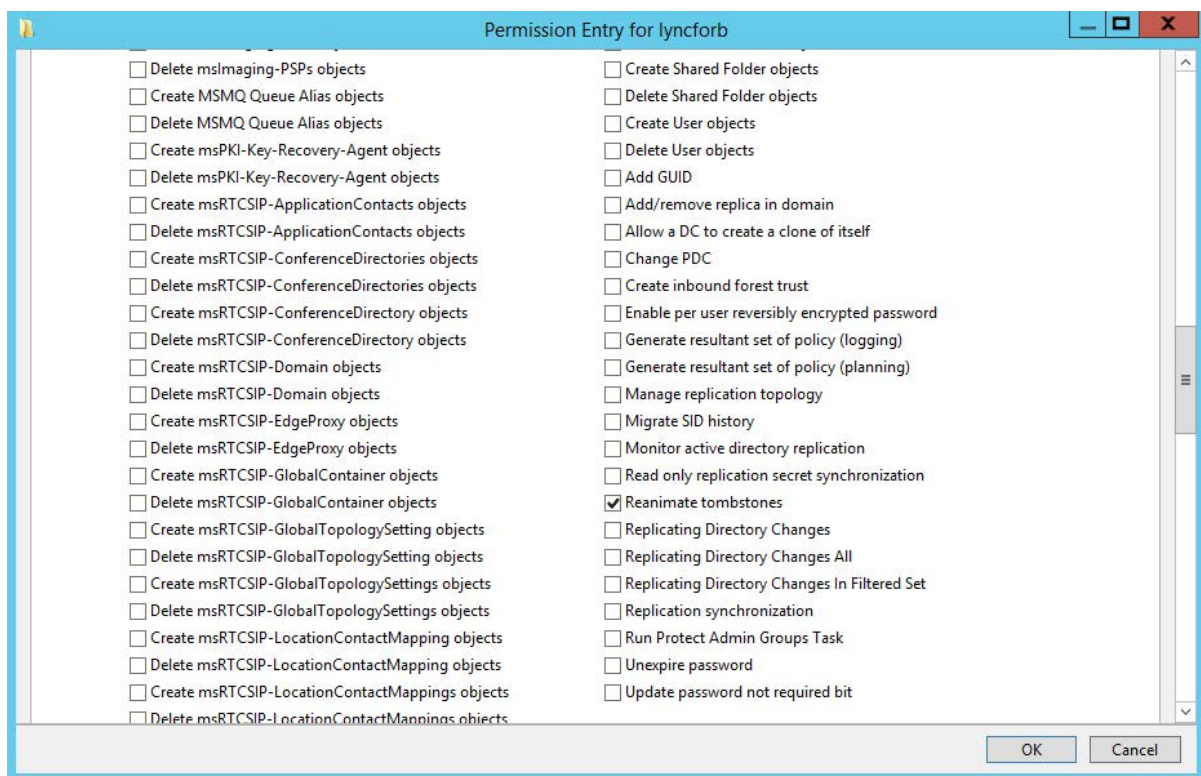 Permission Entry for lyncforb
Delete msImaging-PSPs objects
Create MSMQ Queue Alias objects
Delete MSMQ Queue Alias objects
Create msPKI-Key-Recovery-Agent objects
Delete msPKI-Key-Recovery-Agent objects
Create msRTCSIP-ApplicationContacts objects
Delete msRTCSIP-ApplicationContacts objects
Create msRTCSIP-ConferenceDirectories objects
Delete msRTCSIP-ConferenceDirectories objects
Create msRTCSIP-ConferenceDirectory objects
Delete msRTCSIP-ConferenceDirectory objects
Create msRTCSIP-Domain objects
Delete msRTCSIP-Domain objects
Create msRTCSIP-EdgeProxy objects
Delete msRTCSIP-EdgeProxy objects
Create msRTCSIP-GlobalContainer objects
Delete msRTCSIP-GlobalContainer objects
Create msRTCSIP-GlobalTopologySetting objects
Delete msRTCSIP-GlobalTopologySetting objects
Create msRTCSIP-GlobalTopologySettings objects
Delete msRTCSIP-GlobalTopologySettings objects
Create msRTCSIP-LocationContactMapping objects
Delete msRTCSIP-LocationContactMapping objects
Create msRTCSIP-LocationContactMappings objects
Delete msRTCSIP-LocationContactMappings objects
Create Shared Folder objects
Delete Shared Folder objects
Create User objects
Delete User objects
Add GUID
Add/remove replica in domain
Allow a DC to create a clone of itself
Change PDC
Create inbound forest trust
Enable per user reversibly encrypted password
Generate resultant set of policy (logging)
Generate resultant set of policy (planning)
Manage replication topology
Migrate SID history
Monitor active directory replication
Read only replication secret synchronization
Reanimate tombstones
Replicating Directory Changes
Replicating Directory Changes All
Replicating Directory Changes In Filtered Set
Replication synchronization
Run Protect Admin Groups Task
Unexpire password
Update password not required bit
OK
Cancel